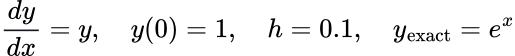 dy/dx = y, y(0) = 1, h = 0.1, y_exact = e^x